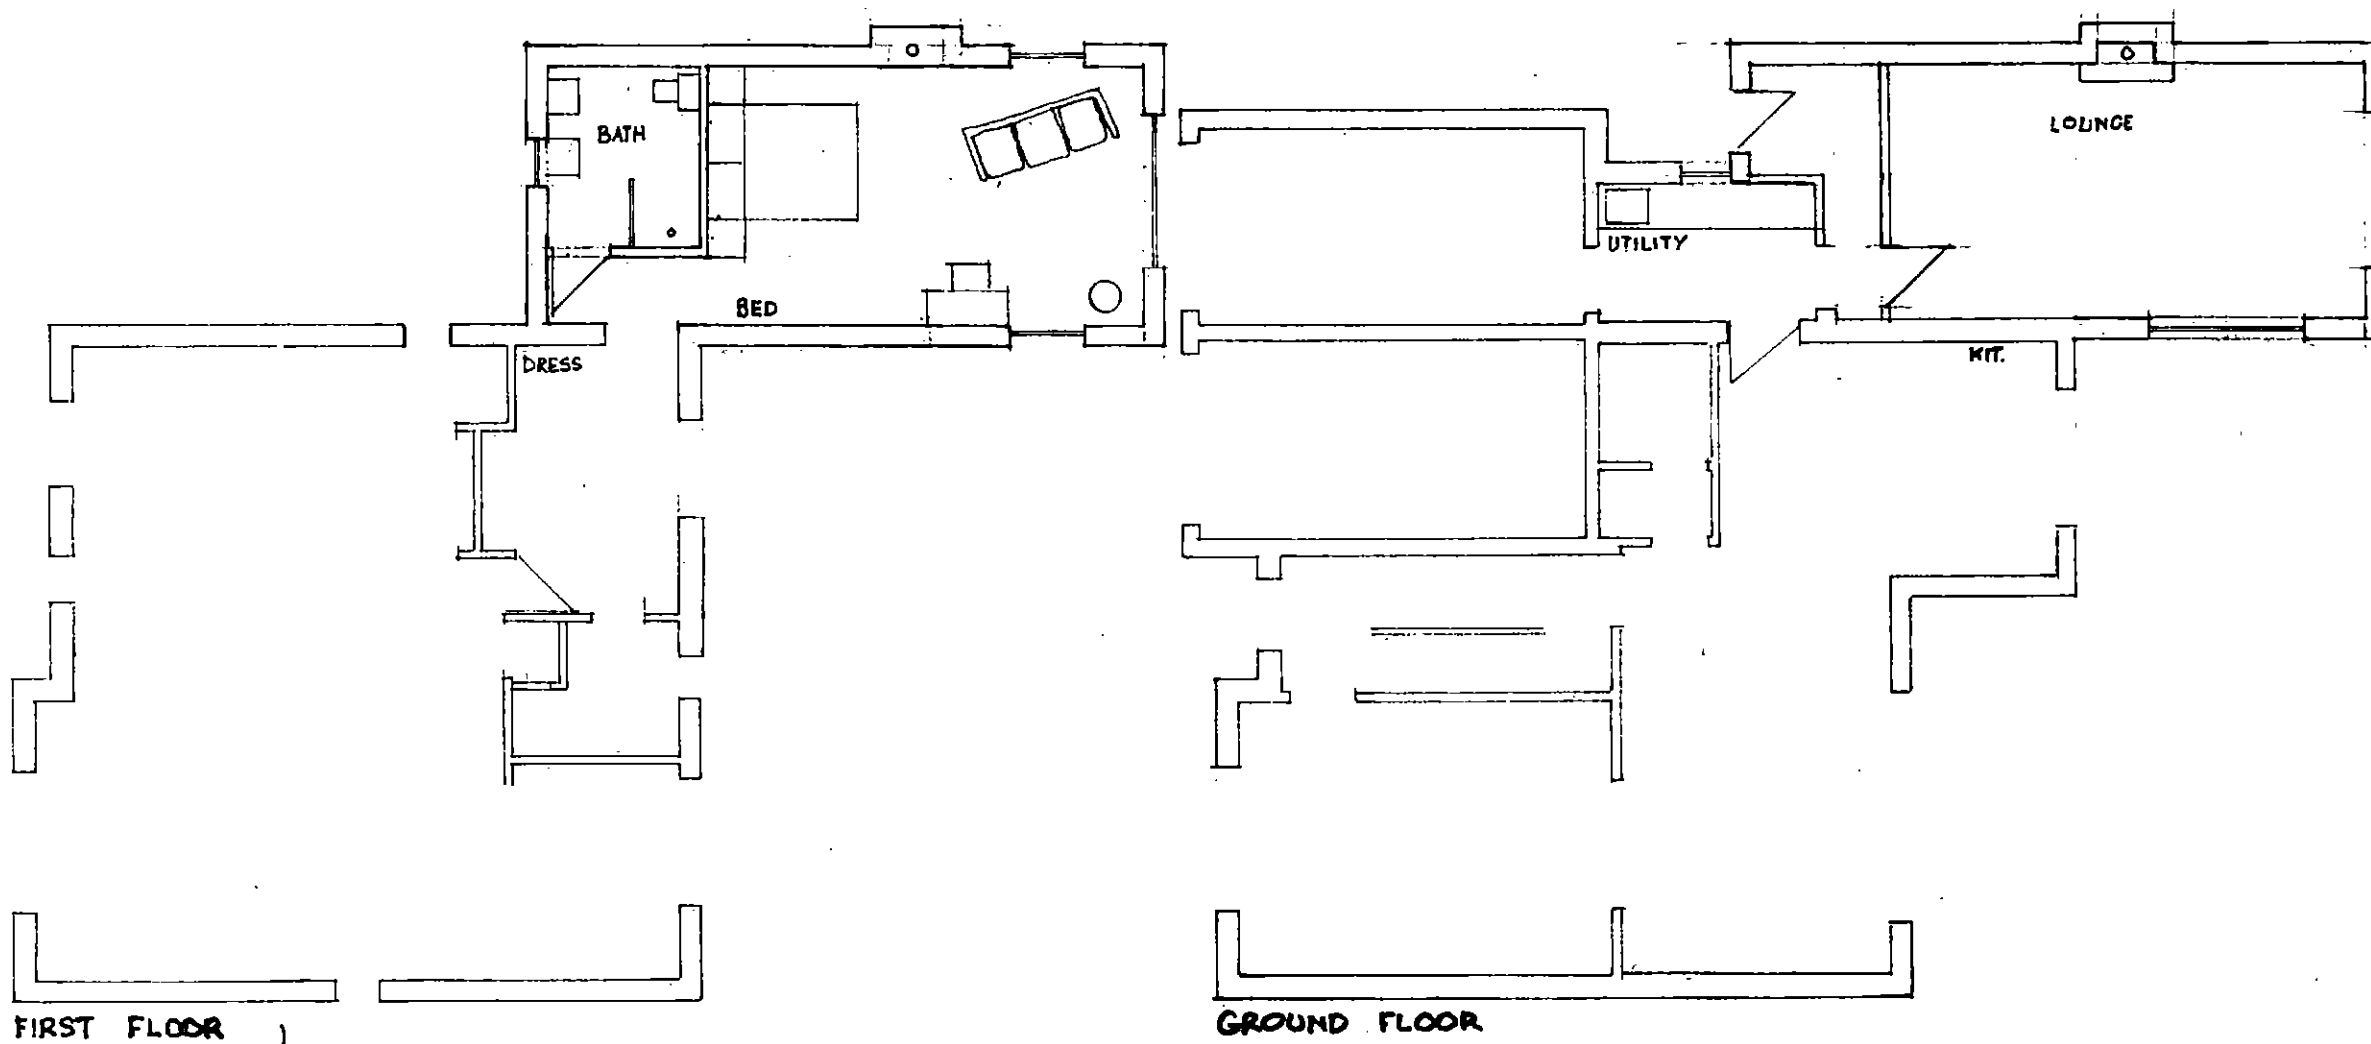 BATH
BED
DRESS
LOUNGE
UTILITY
KIT.
FIRST FLOOR
GROUND FLOOR